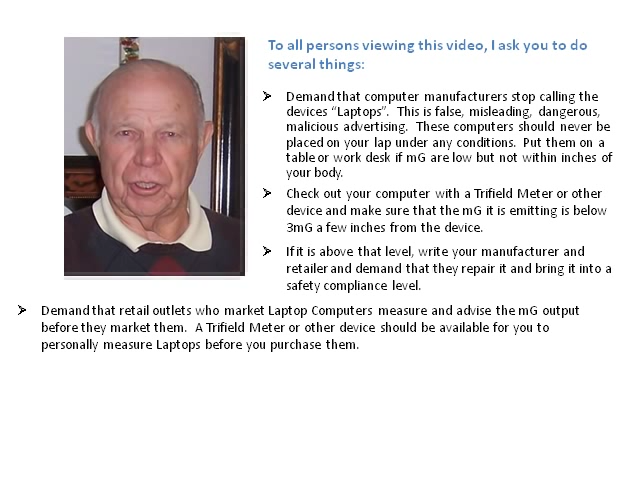 To all persons viewing this video, I ask you to do
several things:
➢ Demand that computer manufacturers stop calling the
devices “Laptops”.  This is false, misleading, dangerous,
malicious advertising.  These computers should never be
placed on your lap under any conditions.  Put them on a
table or work desk if mG are low but not within inches of
your body.
➢ Check out your computer with a Trifield Meter or other
device and make sure that the mG it is emitting is below
3mG a few inches from the device.
➢ If it is above that level, write your manufacturer and
retailer and demand that they repair it and bring it into a
safety compliance level.
➢ Demand that retail outlets who market Laptop Computers measure and advise the mG output
before they market them.  A Trifield Meter or other device should be available for you to
personally measure Laptops before you purchase them.